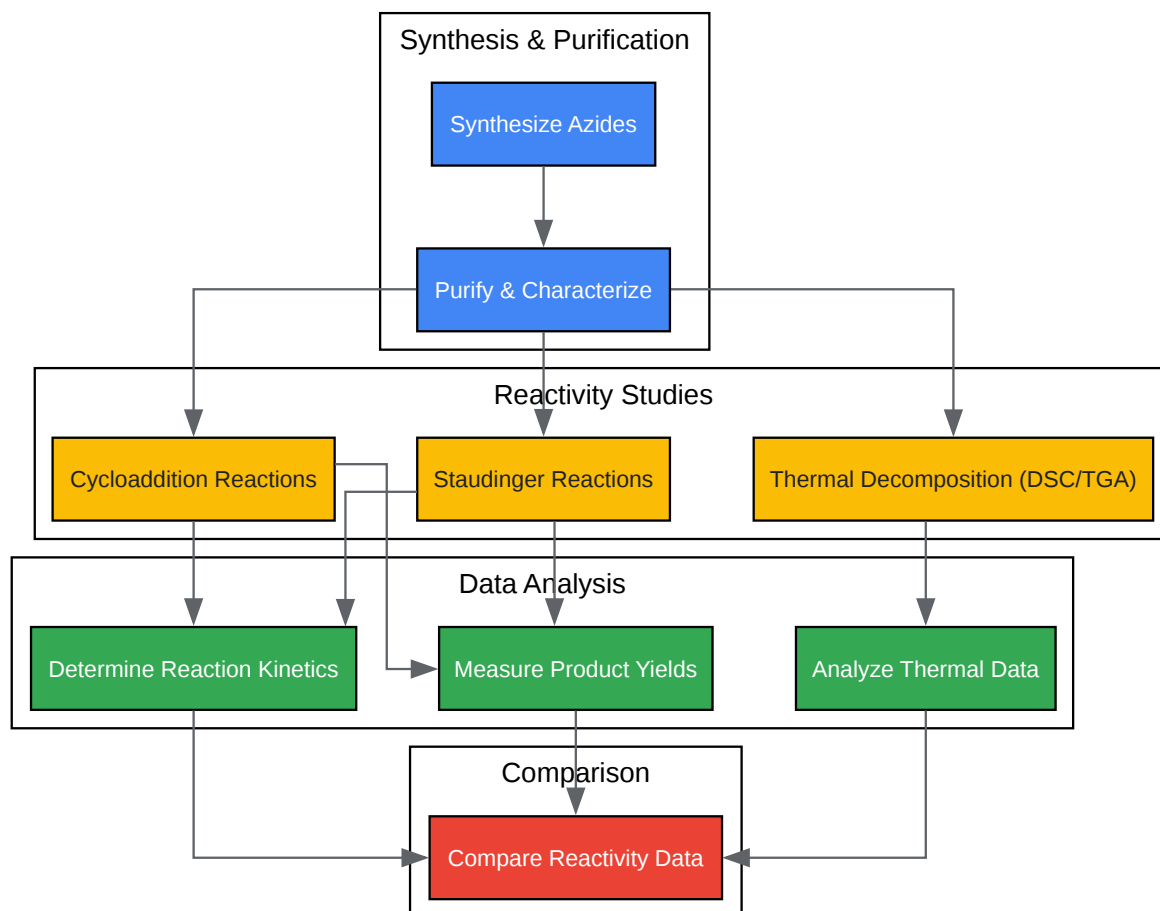 Synthesis & Purification
Synthesize Azides
Purify & Characterize
Reactivity Studies
Cycloaddition Reactions
Staudinger Reactions
Thermal Decomposition (DSC/TGA)
Data Analysis
Determine Reaction Kinetics
Measure Product Yields
Analyze Thermal Data
Comparison
Compare Reactivity Data